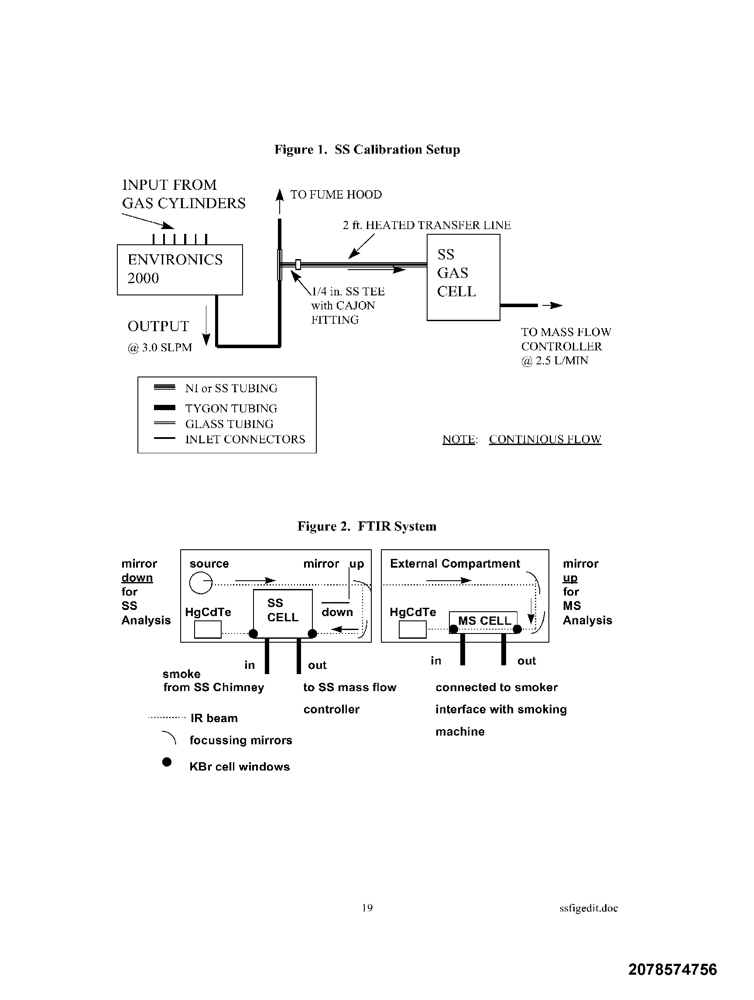 Figure 1.  SS Calibration Setup
INPUT FROM
GAS CYLINDERS
TO FUME HOOD
2 ft. HEATED TRANSFER LINE
ENVIRONICS
2000
SS
GAS
CELL
1/4 in. SS TEE
with CAJON
FITTING
OUTPUT
@ 3.0 SLPM
TO MASS FLOW
CONTROLLER
@ 2.5 L/MIN
NI or SS TUBING
TYGON TUBING
GLASS TUBING
INLET CONNECTORS
NOTE:  CONTINIOUS FLOW
Figure 2.  FTIR System
mirror
down
for
SS
Analysis
source
mirror up
HgCdTe
SS
CELL
down
External Compartment
HgCdTe
MS CELL
mirror
up
for
MS
Analysis
in
out
smoke
from SS Chimney
to SS mass flow
controller
in
out
connected to smoker
interface with smoking
machine
IR beam
focussing mirrors
KBr cell windows
19
ssfigedit.doc
2078574756